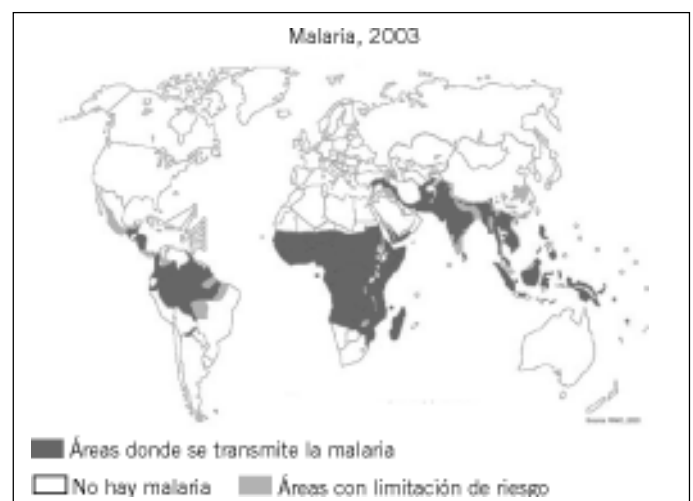 Malaria, 2003
Áreas donde se transmite la malaria
No hay malaria Áreas con limitación de riesgo